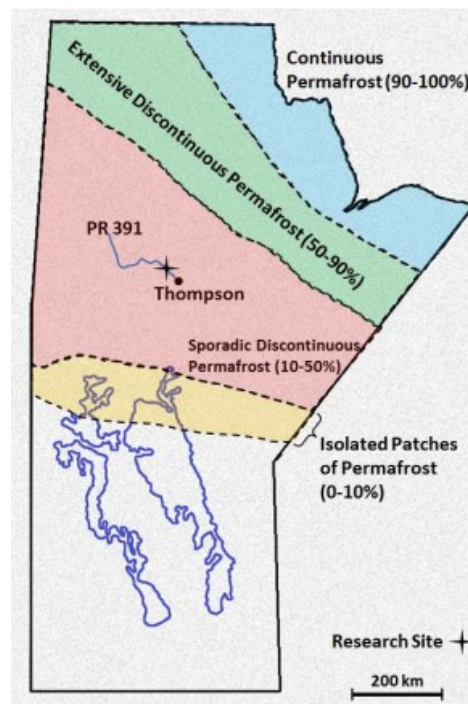 Continuous
Permafrost (90-100%)
Extensive Discontinuous Permafrost (50-90%)
PR 391
Thompson
Sporadic Discontinuous
Permafrost (10-50%)
Isolated Patches
of Permafrost
(0-10%)
Research Site
200 km